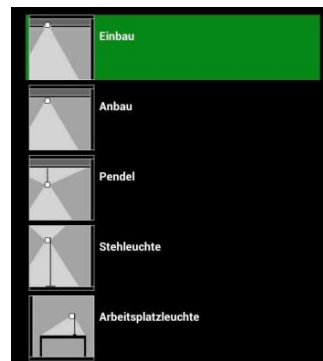 Einbau
Anbau
Pendel
Stehleuchte
Arbeitsplatzleuchte